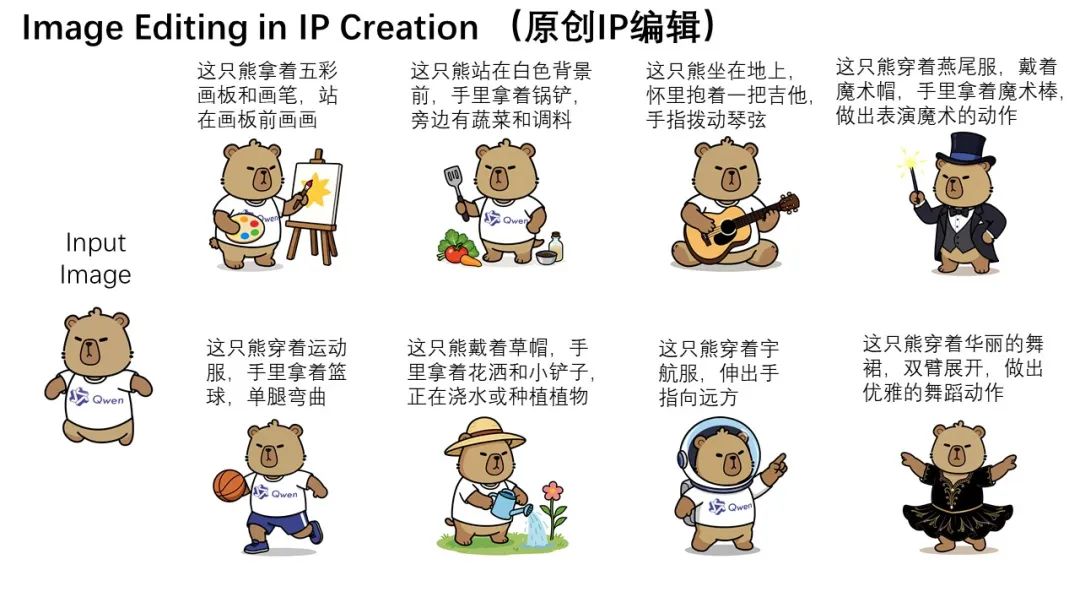 Image Editing in IP Creation （原创IP编辑）
这只熊拿着五彩
画板和画笔，站
在画板前画画
这只熊站在白色背景
前，手里拿着锅铲，
旁边有蔬菜和调料
这只熊坐在地上，
怀里抱着一把吉他，
手指拨动琴弦
这只熊穿着燕尾服，戴着
魔术帽，手里拿着魔术棒，
做出表演魔术的动作
Qwen
Qwen
Input
Image
Qwen
这只熊穿着运动
服，手里拿着篮
球，单腿弯曲
这只熊戴着草帽，手
里拿着花洒和小铲子，
正在浇水或种植植物
这只熊穿着宇
航服，伸出手
指向远方
这只熊穿着华丽的舞
裙，双臂展开，做出
优雅的舞蹈动作
Qwen
Qwen